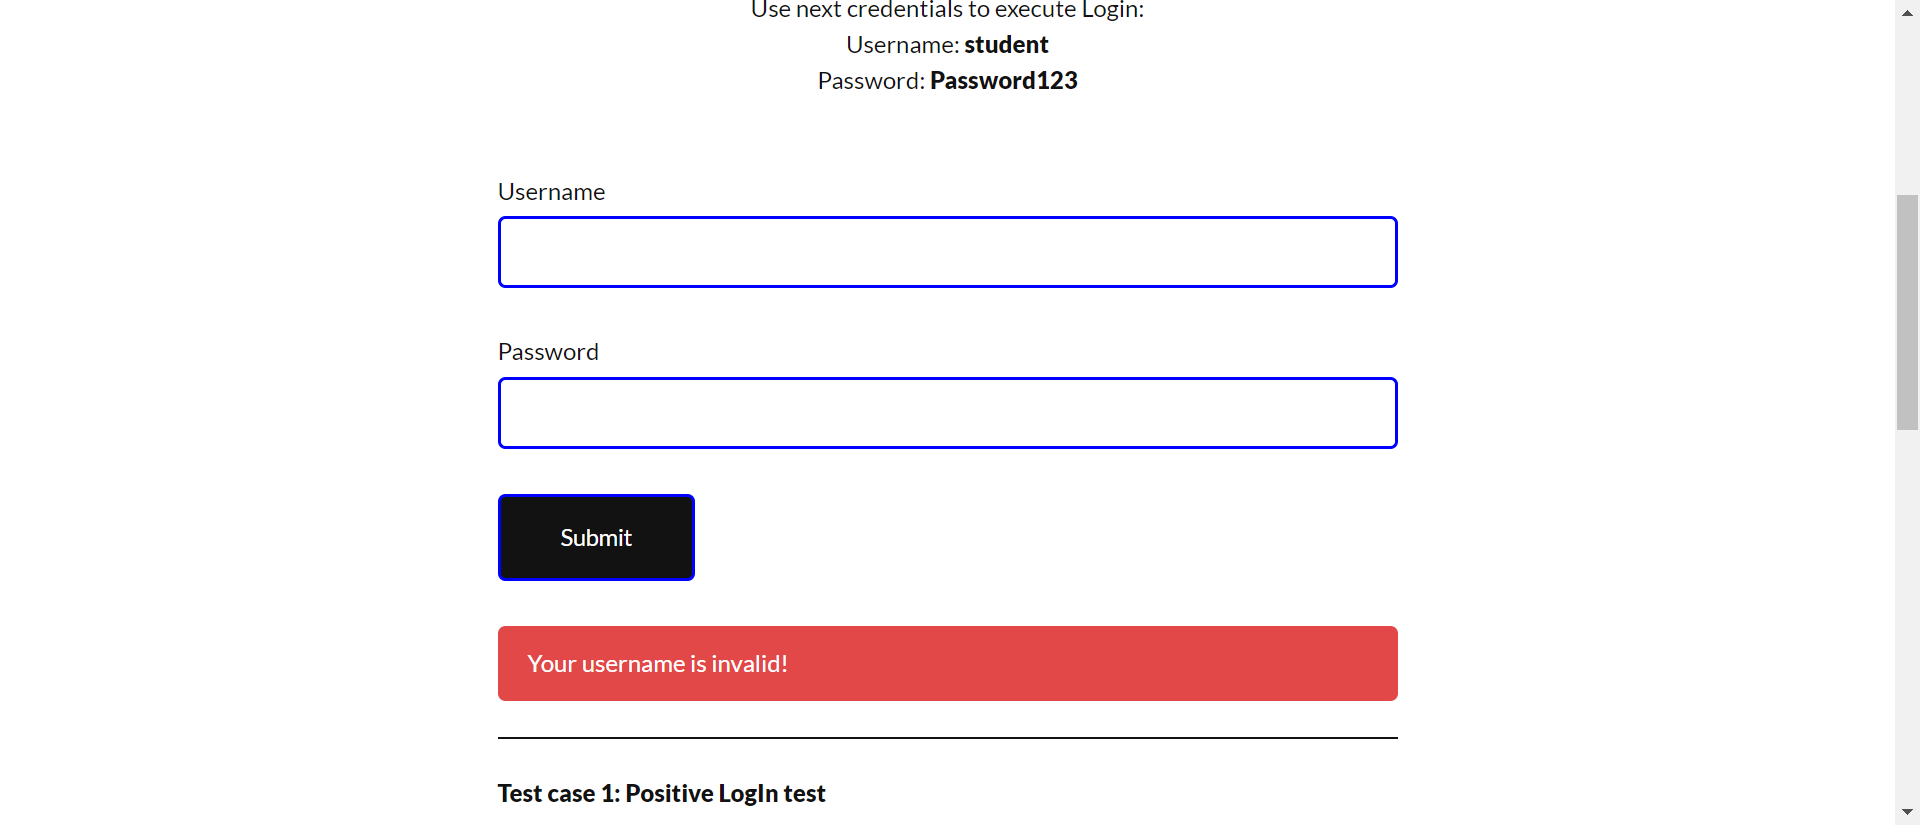 Use next credentials to execute Login:
Username: student
Password: Password123
Username
Password
Submit
Your username is invalid!
Test case 1: Positive LogIn test